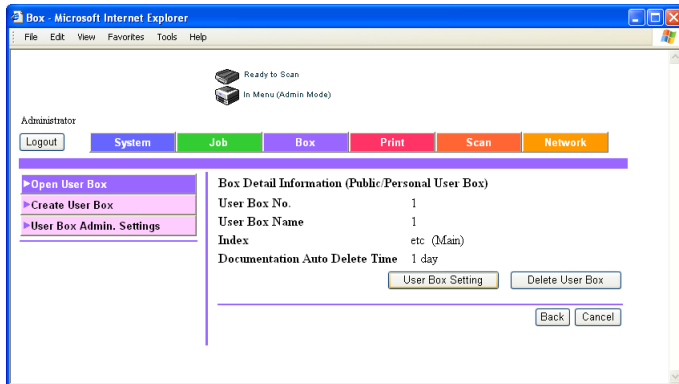 Box - Microsoft Internet Explorer
File Edit View Favorites Tools Help
Ready to Scan
In Menu (Admin Mode)
Administrator
Logout System Job Box Print Scan Network
Open User Box
Create User Box
User Box Admin. Settings
Box Detail Information (Public/Personal User Box)
User Box No. 1
User Box Name 1
Index etc (Main)
Documentation Auto Delete Time 1 day
User Box Setting Delete User Box
Back Cancel